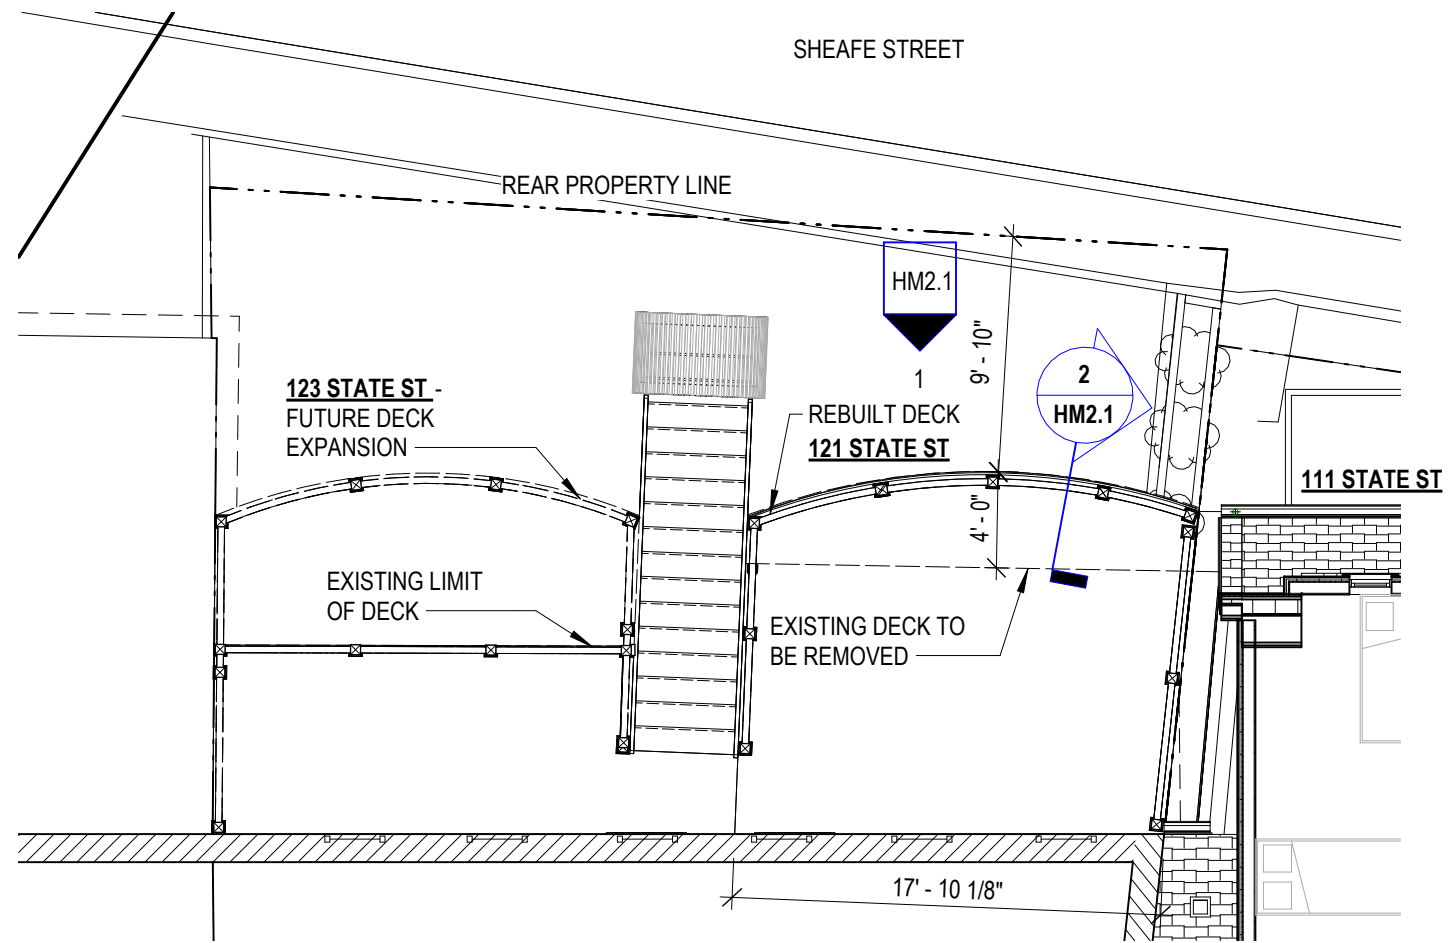 SHEAFE STREET
REAR PROPERTY LINE
HM2.1
1
9' - 10"
2
HM2.1
123 STATE ST -
FUTURE DECK
EXPANSION
REBUILT DECK
121 STATE ST
111 STATE ST
4' - 0"
EXISTING LIMIT
OF DECK
EXISTING DECK TO
BE REMOVED
17' - 10 1/8"